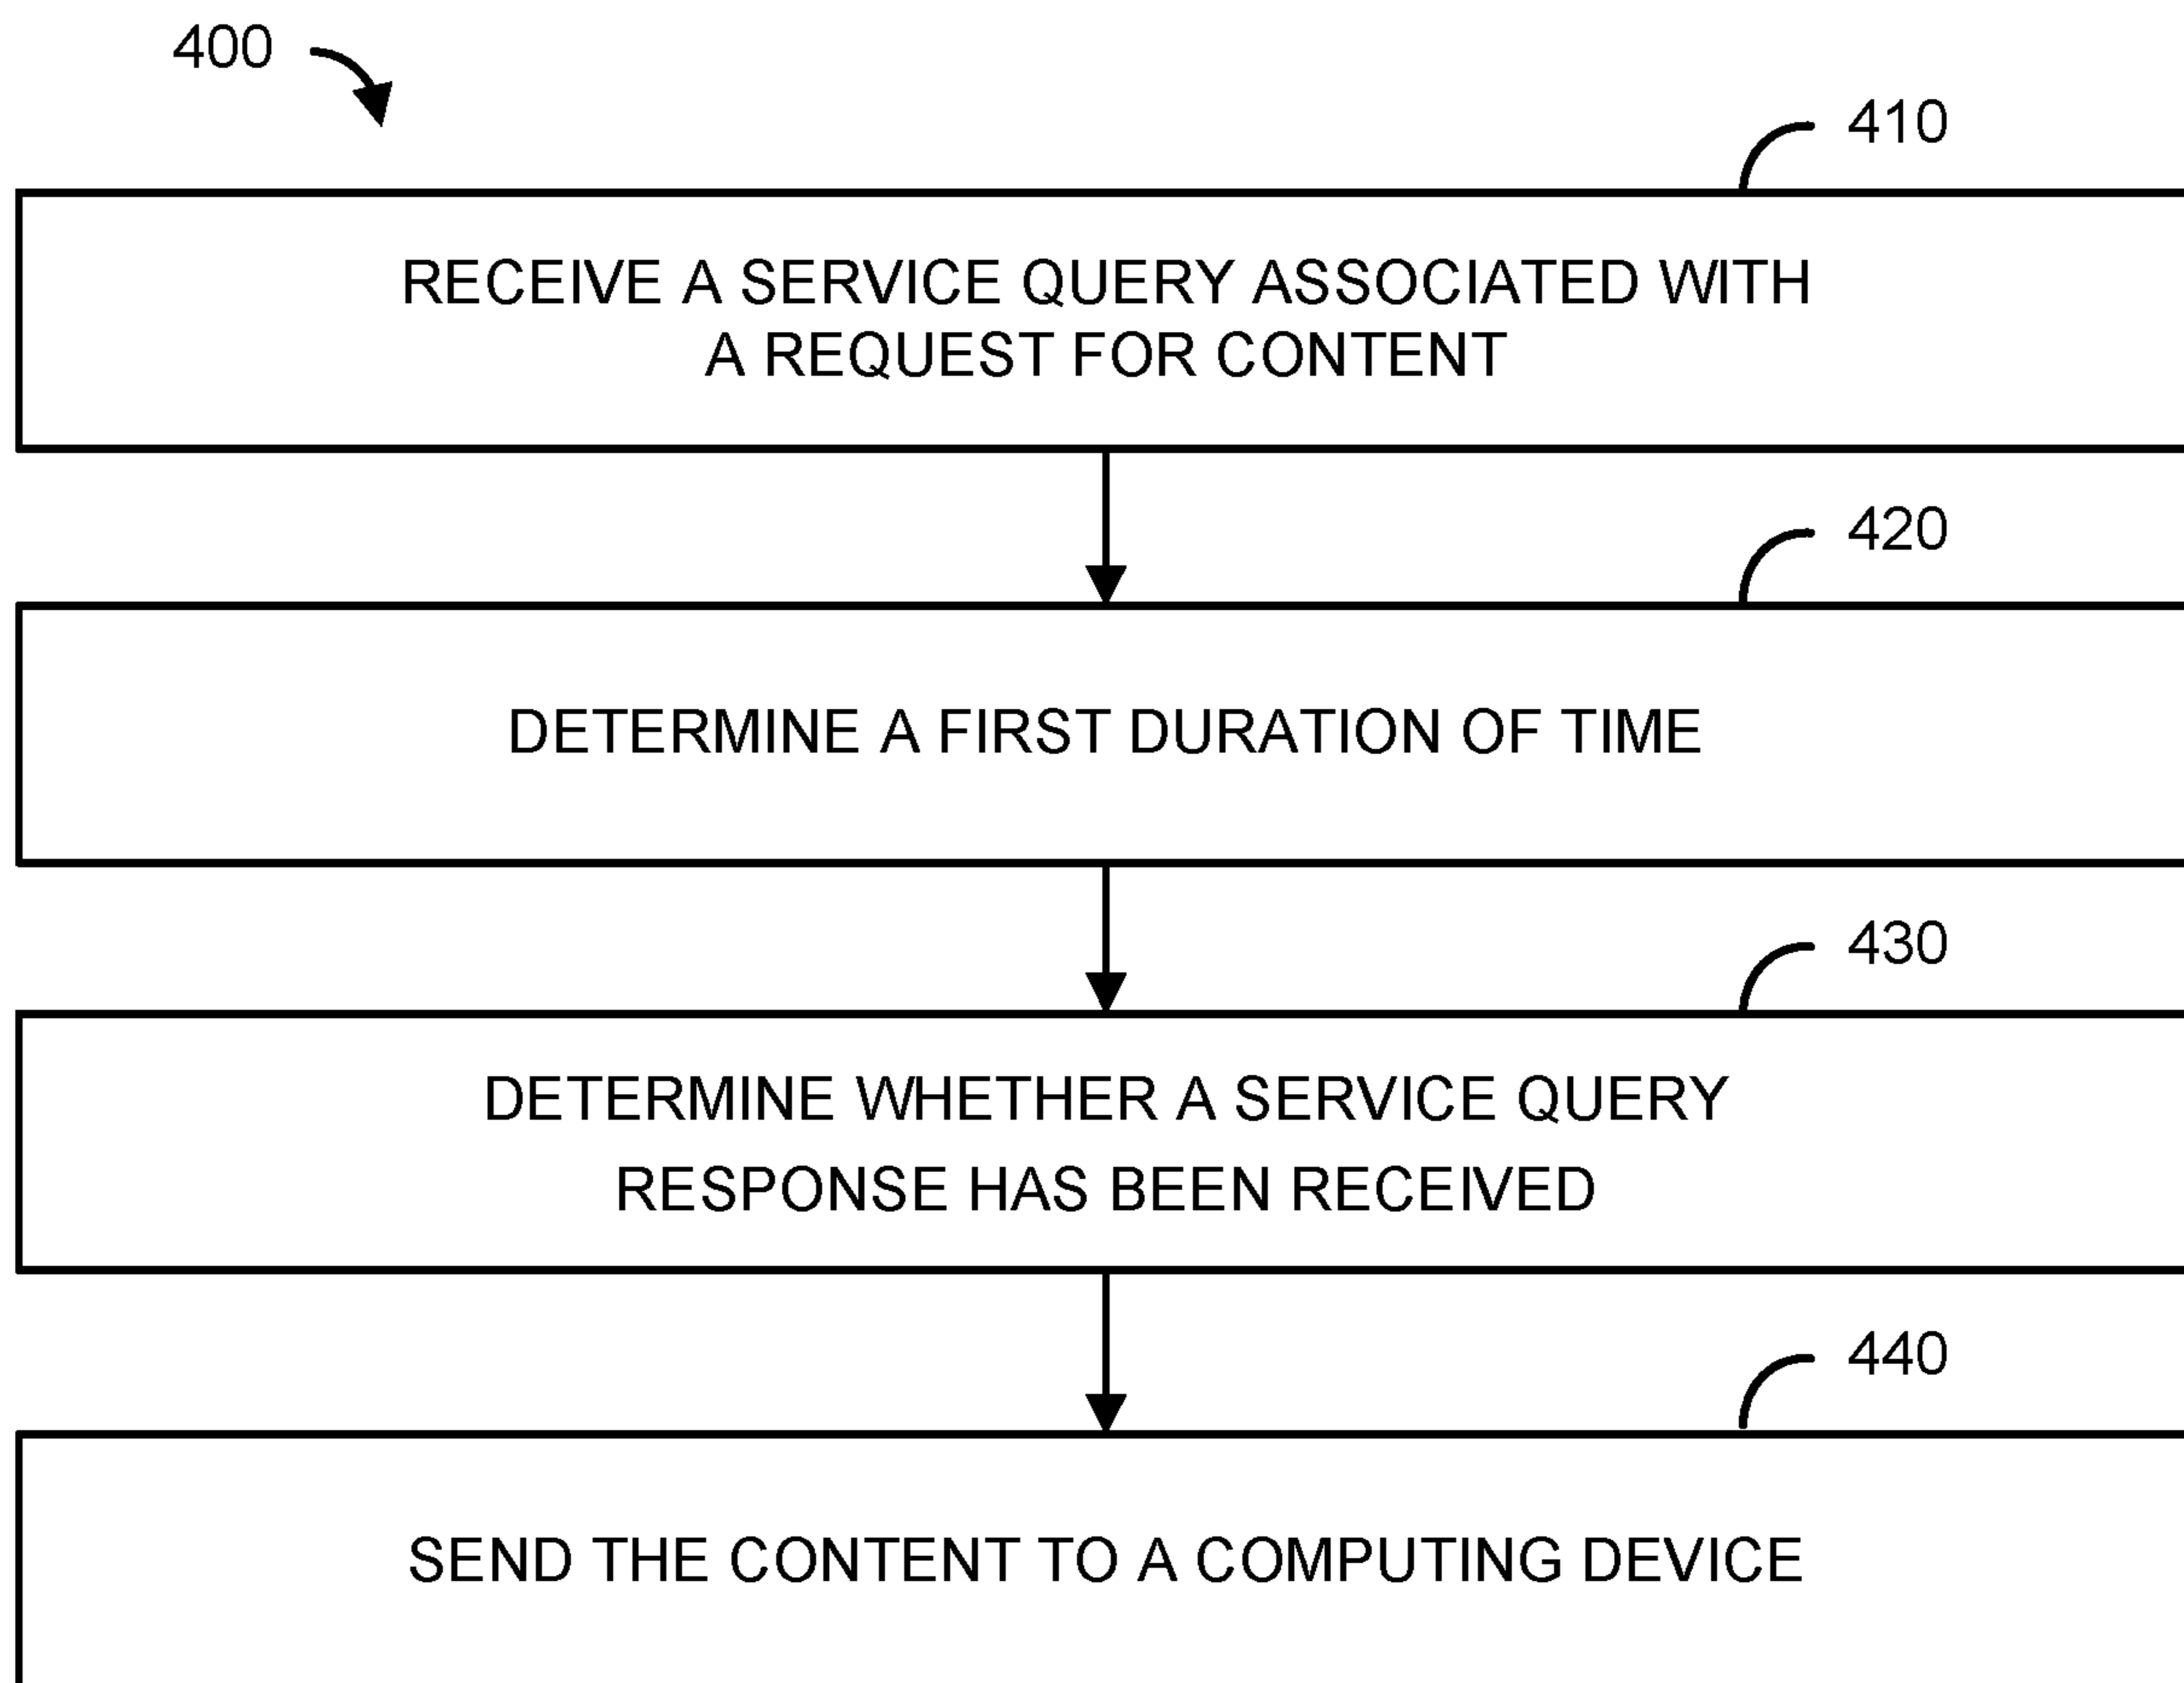 400
410
RECEIVE A SERVICE QUERY ASSOCIATED WITH
A REQUEST FOR CONTENT
420
DETERMINE A FIRST DURATION OF TIME
430
DETERMINE WHETHER A SERVICE QUERY
RESPONSE HAS BEEN RECEIVED
440
SEND THE CONTENT TO A COMPUTING DEVICE